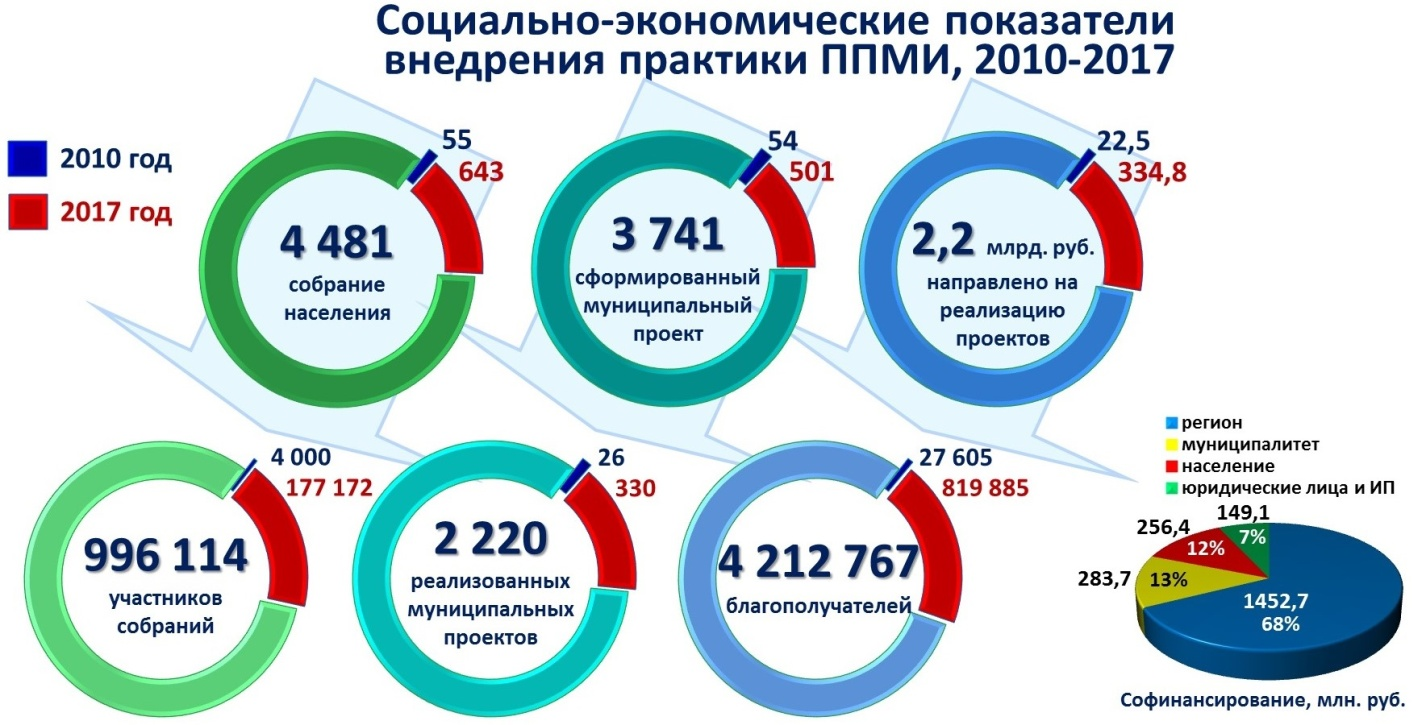 Социально-экономические показатели
внедрения практики ППМИ, 2010-2017
2010 год
2017 год
55
643
4 481
собрание
населения
54
501
3 741
сформированный
муниципальный
проект
22,5
334,8
2,2 млрд. руб.
направлено на
реализацию
проектов
4 000
177 172
996 114
участников
собраний
26
330
2 220
реализованных
муниципальных
проектов
27 605
819 885
4 212 767
благополучателей
регион
муниципалитет
население
юридические лица и ИП
149,1
7%
256,4
12%
283,7
13%
1452,7
68%
Софинансирование, млн. руб.